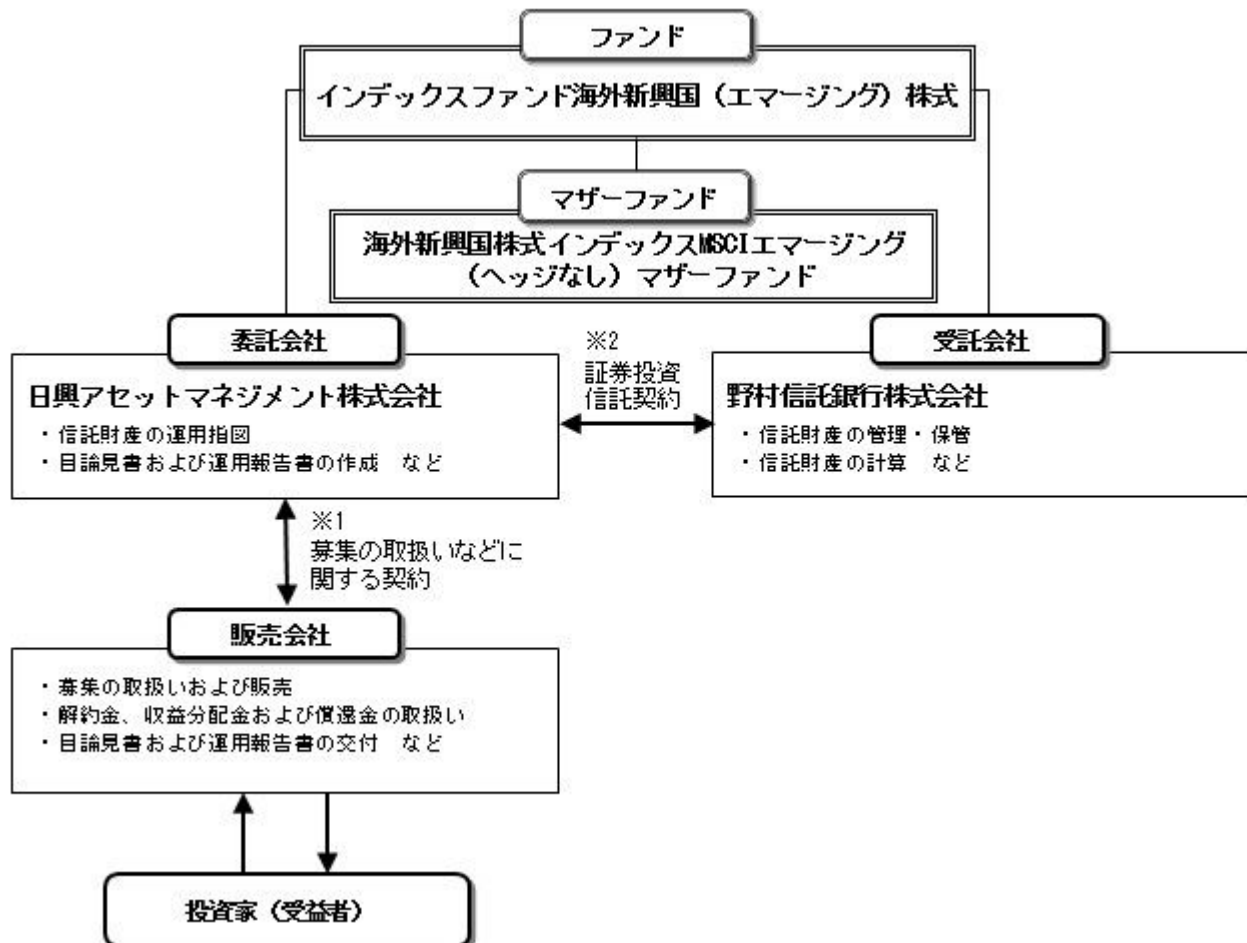 ファンド
インデックスファンド海外新興国（エマージング）株式
マザーファンド
海外新興国株式インデックスMSCIエマージング
（ヘッジなし）マザーファンド
委託会社
日興アセットマネジメント株式会社
・信託財産の運用指図
・目論見書および運用報告書の作成　など
※2
証券投資
信託契約
受託会社
野村信託銀行株式会社
・信託財産の管理・保管
・信託財産の計算　など
※1
募集の取扱いなどに
関する契約
販売会社
・募集の取扱いおよび販売
・解約金、収益分配金および償還金の取扱い
・目論見書および運用報告書の交付　など
投資家（受益者）